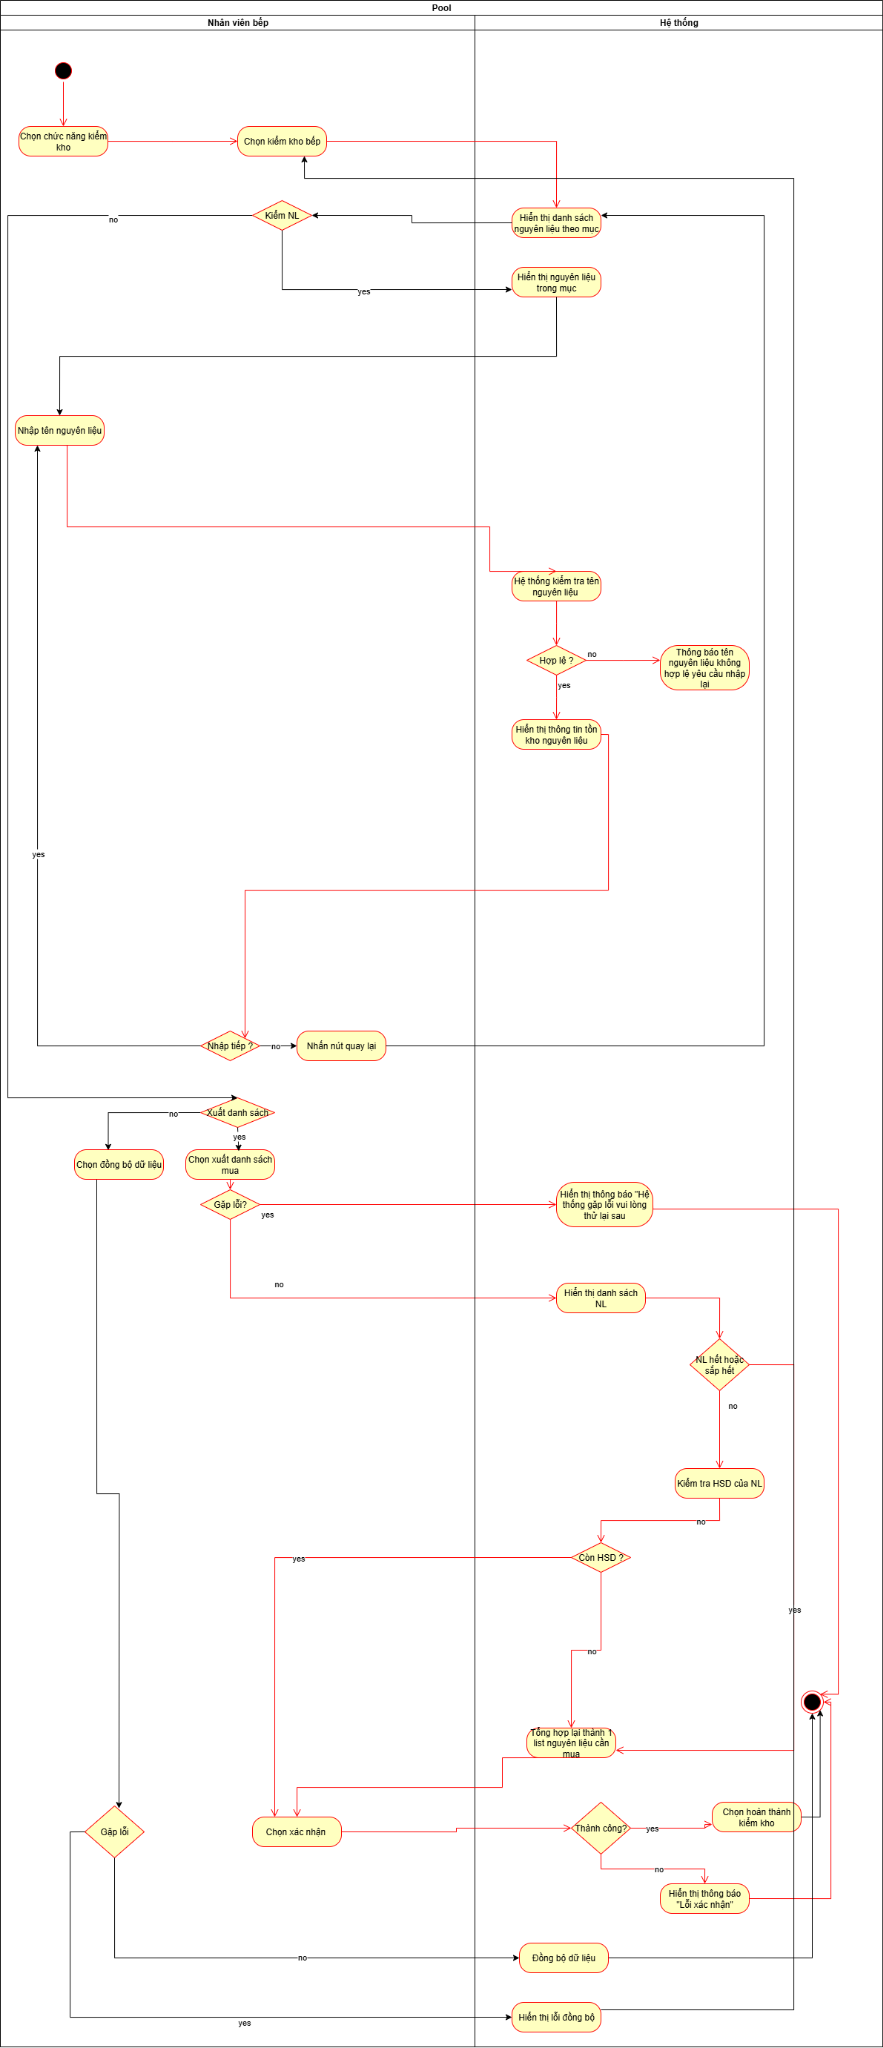 Pool
Nhân viên bếp
Hệ thống
Chọn chức năng kiểm
kho
Chọn kiểm kho bếp
Kiểm NL
no
Hiển thị danh sách
nguyên liệu theo mục
yes
Hiển thị nguyên liệu
trong mục
Nhập tên nguyên liệu
Hệ thống kiểm tra tên
nguyên liệu
Hợp lệ ?
no
Thông báo tên
nguyên liệu không
hợp lệ yêu cầu nhập
lại
yes
Hiển thị thông tin tồn
kho nguyên liệu
yes
Nhập tiếp ?
no
Nhấn nút quay lại
Xuất danh sách
no
yes
Chọn đồng bộ dữ liệu
Chọn xuất danh sách
mua
Gặp lỗi?
yes
Hiển thị thông báo "Hệ
thống gặp lỗi vui lòng
thử lại sau
no
Hiển thị danh sách
NL
NL hết hoặc
sắp hết
no
Kiểm tra HSD của NL
no
Còn HSD ?
yes
yes
no
Tổng hợp lại thành 1
list nguyên liệu cần
mua
Gặp lỗi
Chọn xác nhận
Thành công?
yes
Chọn hoàn thành
kiểm kho
no
Hiển thị thông báo
"Lỗi xác nhận"
no
Đồng bộ dữ liệu
yes
Hiển thị lỗi đồng bộ